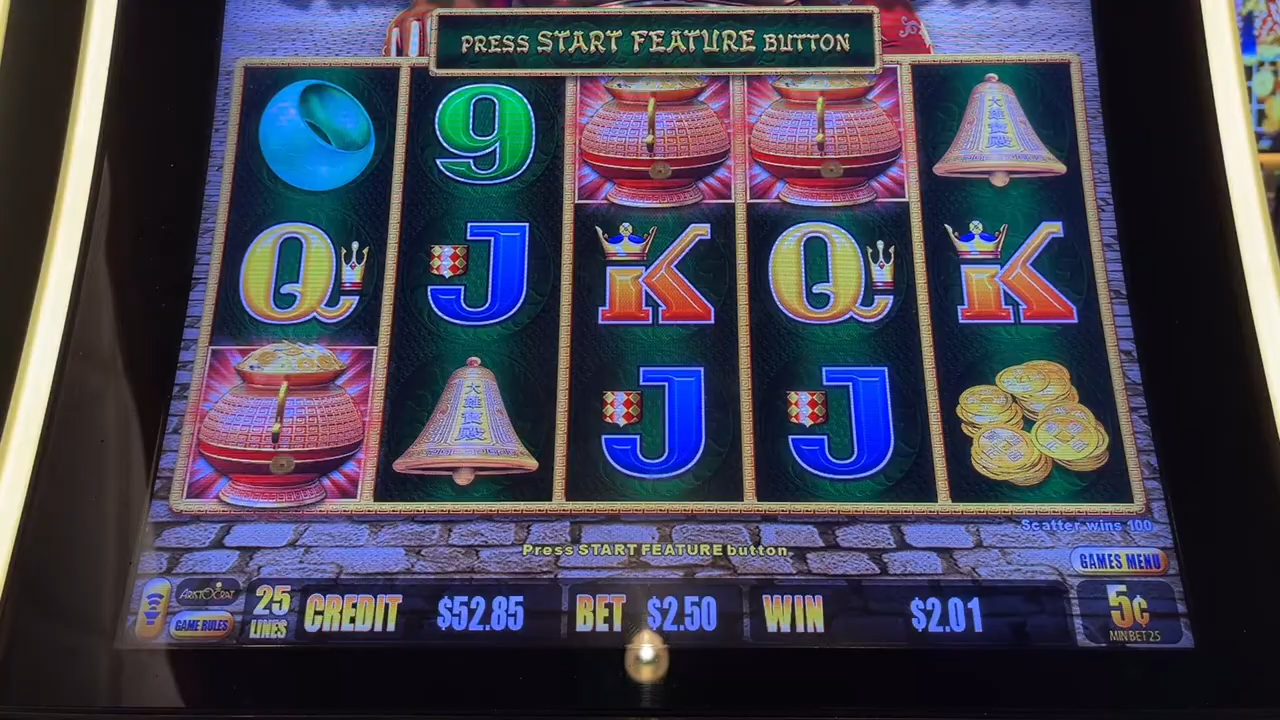 PRESS START FEATURE BUTTON
9
Q
J
K
Q
K
J
J
Scatter wins 100
Press START FEATURE button
GAMES MENU
ARISTOCRAT
GAME RULES
25
LINES
CREDIT $52.85
BET $2.50
WIN $2.01
5¢
MIN BET 25